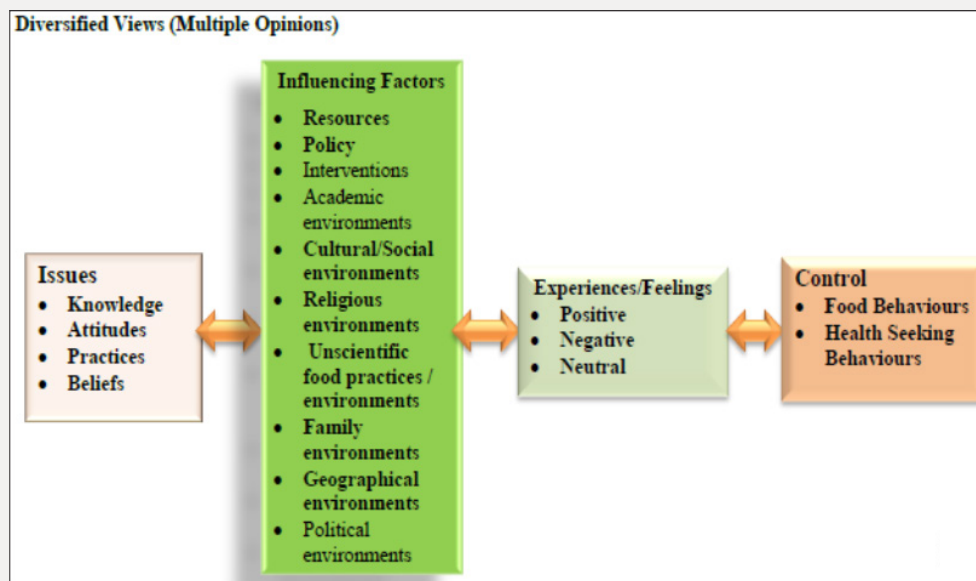 Diversified Views (Multiple Opinions)
Issues
• Knowledge
• Attitudes
• Practices
• Beliefs
Influencing Factors
• Resources
• Policy
• Interventions
• Academic
environments
• Cultural/Social
environments
• Religious
environments
• Unscientific
food practices /
environments
• Family
environments
• Geographical
environments
• Political
environments
Experiences/Feelings
• Positive
• Negative
• Neutral
Control
• Food Behaviours
• Health Seeking
Behaviours